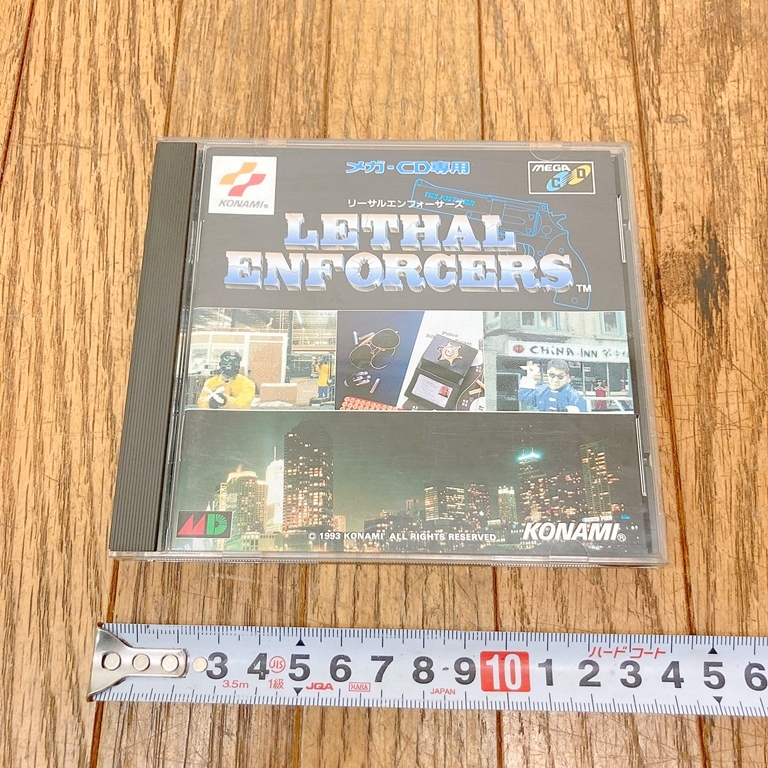 メガ-CD専用
KONAMI®
MEGA CD
リーサルエンフォーサーズ
LETHAL
ENFORCERS™
Police
CHINA INN
MD
© 1993 KONAMI ALL RIGHTS RESERVED.
KONAMI®
3 4 5 6 7 8 9 10 1 2 3 4 5 6
3.5m JIS 1級 JQA JAPAN ハードコート